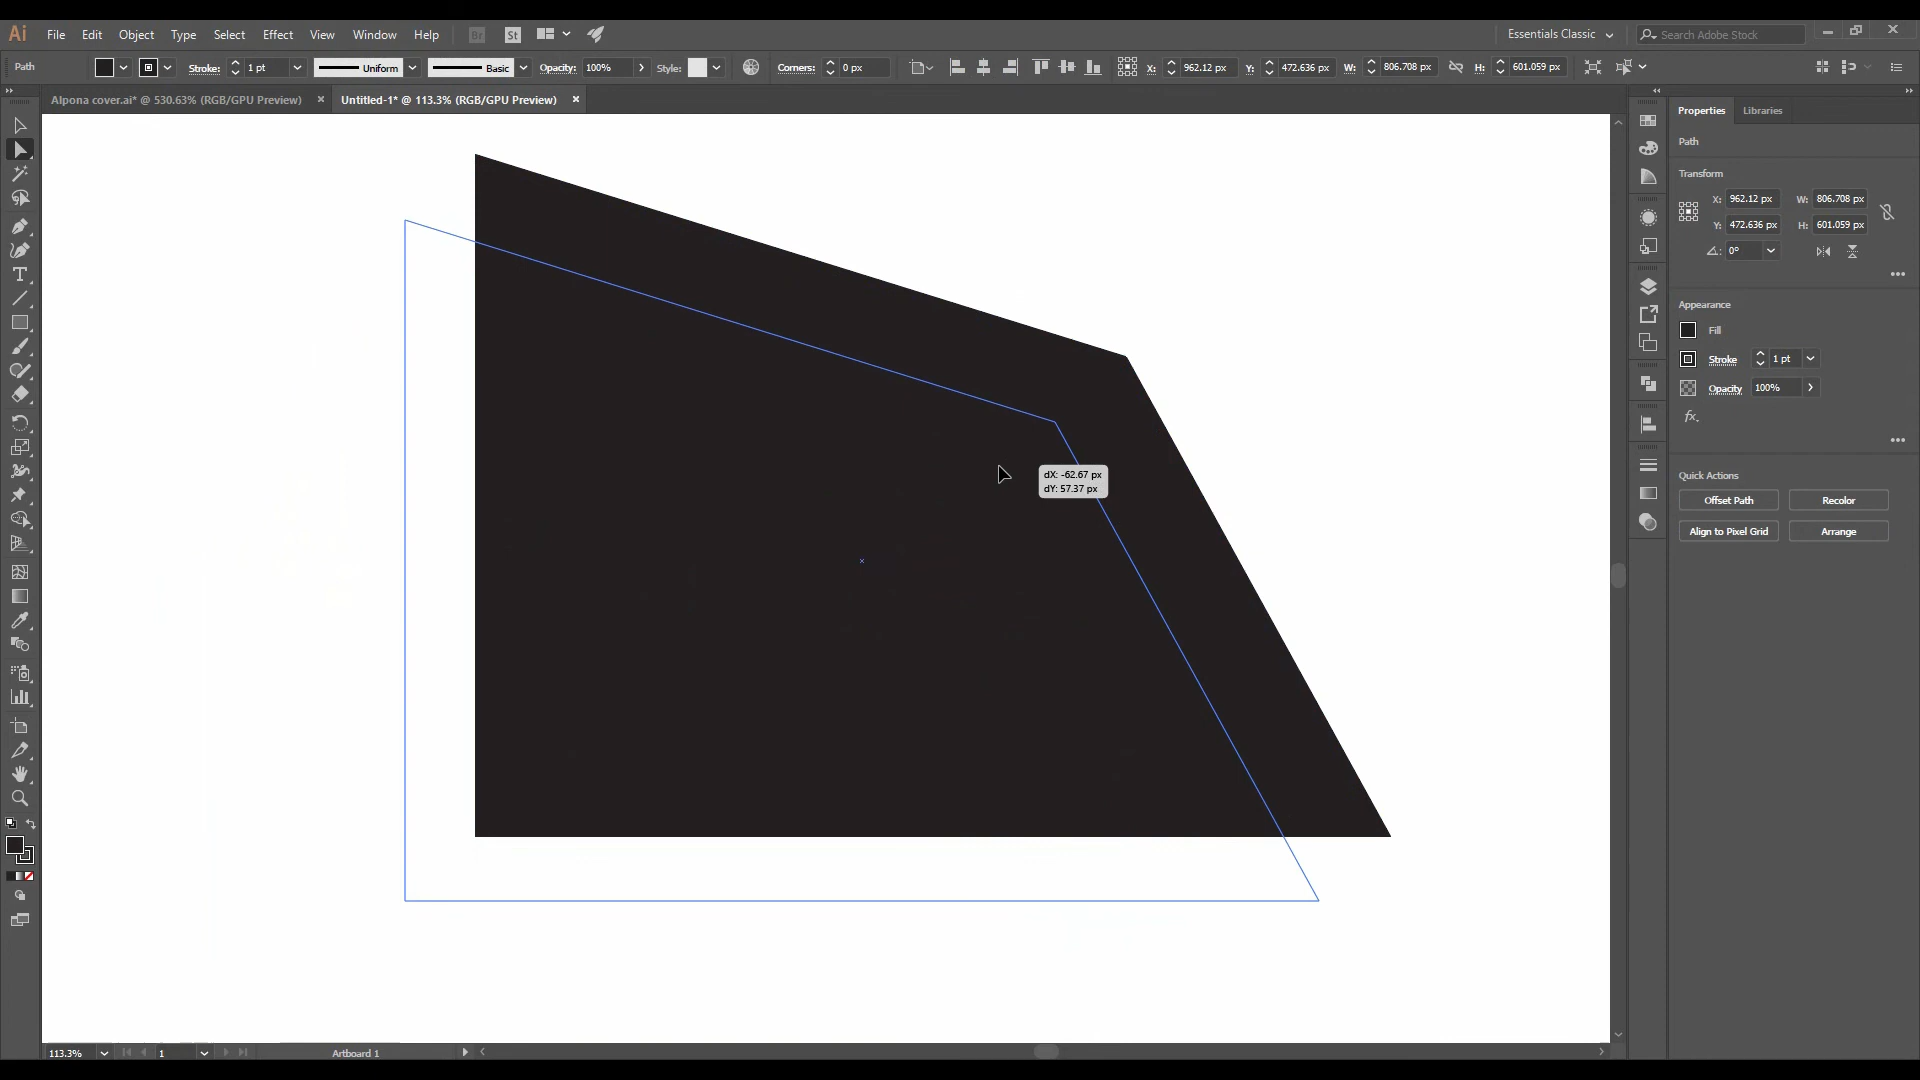 Ai File Edit Object Type Select Effect View Window Help Br St Essentials Classic Search Adobe Stock
Path Stroke: 1 pt Uniform Basic Opacity: 100% Style: Corners: 0 px X: 962.12 px Y: 472.636 px W: 806.708 px H: 601.059 px
Alpona cover.ai* @ 530.63% (RGB/GPU Preview) × Untitled-1* @ 113.3% (RGB/GPU Preview) ×
Properties Libraries
Path
Transform
X: 962.12 px W: 806.708 px
Y: 472.636 px H: 601.059 px
0°
Appearance
Fill
Stroke 1 pt
Opacity 100%
fx.
Quick Actions
Offset Path Recolor
Align to Pixel Grid Arrange
dX: -62.67 px
dY: 57.37 px
113.3% 1 Artboard 1